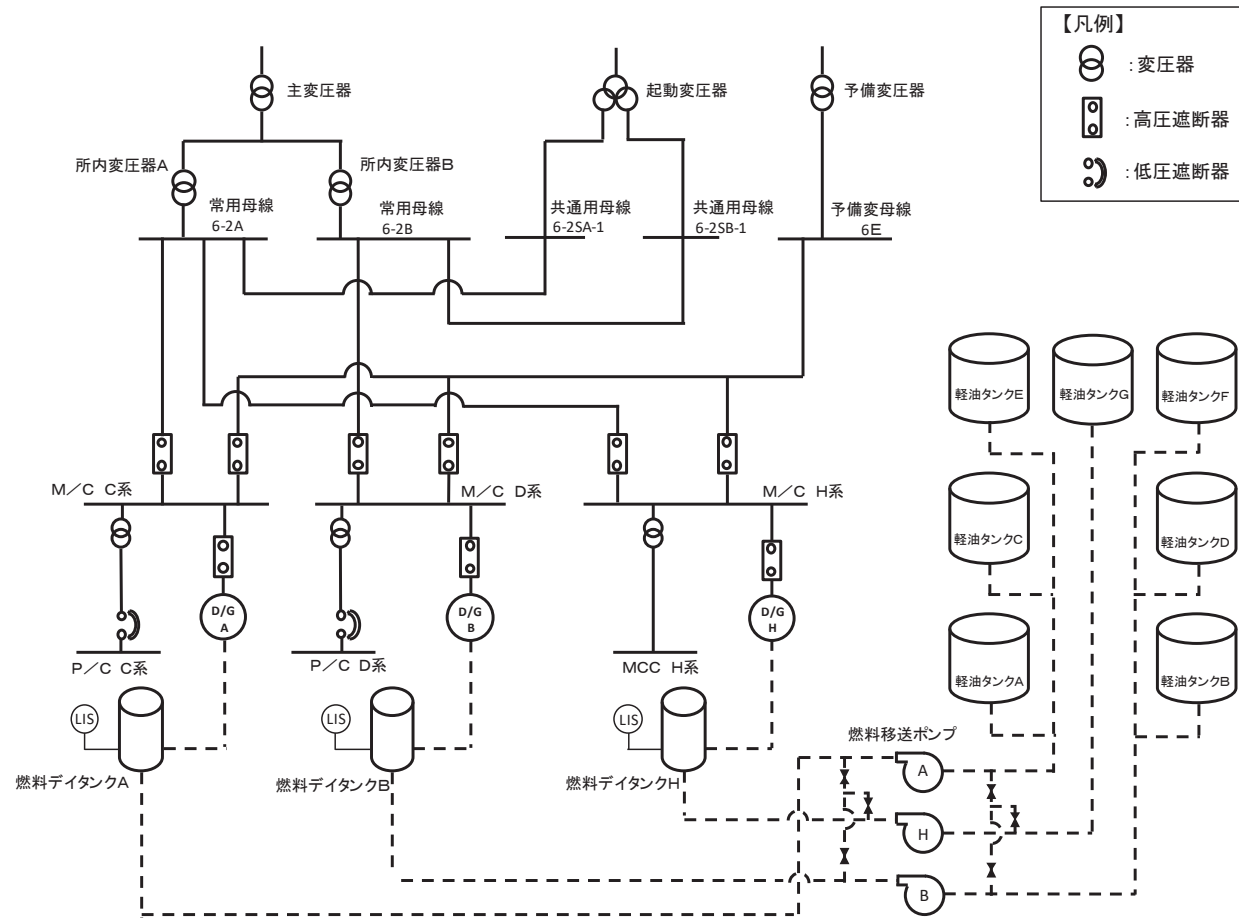 【凡例】
:変圧器
:高圧遮断器
:低圧遮断器
主変圧器
起動変圧器
予備変圧器
所内変圧器A
所内変圧器B
常用母線
6-2A
常用母線
6-2B
共通用母線
6-2SA-1
共通用母線
6-2SB-1
予備変母線
6E
軽油タンクE
軽油タンクG
軽油タンクF
M/C C系
M/C D系
M/C H系
軽油タンクC
軽油タンクD
D/G
A
D/G
B
D/G
H
P/C C系
P/C D系
MCC H系
軽油タンクA
軽油タンクB
LIS
LIS
LIS
燃料デイタンクA
燃料デイタンクB
燃料デイタンクH
燃料移送ポンプ
A
H
B